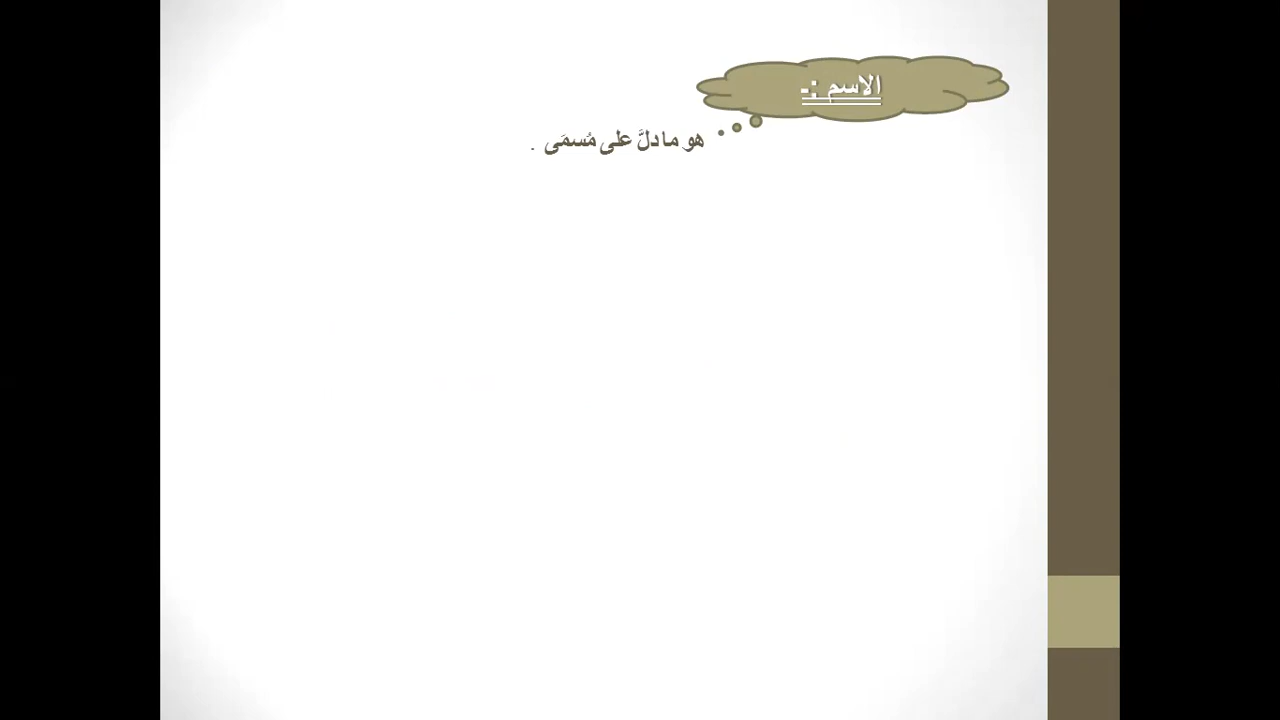 الاسم :-
هو ما دلَّ على مُسمَى .